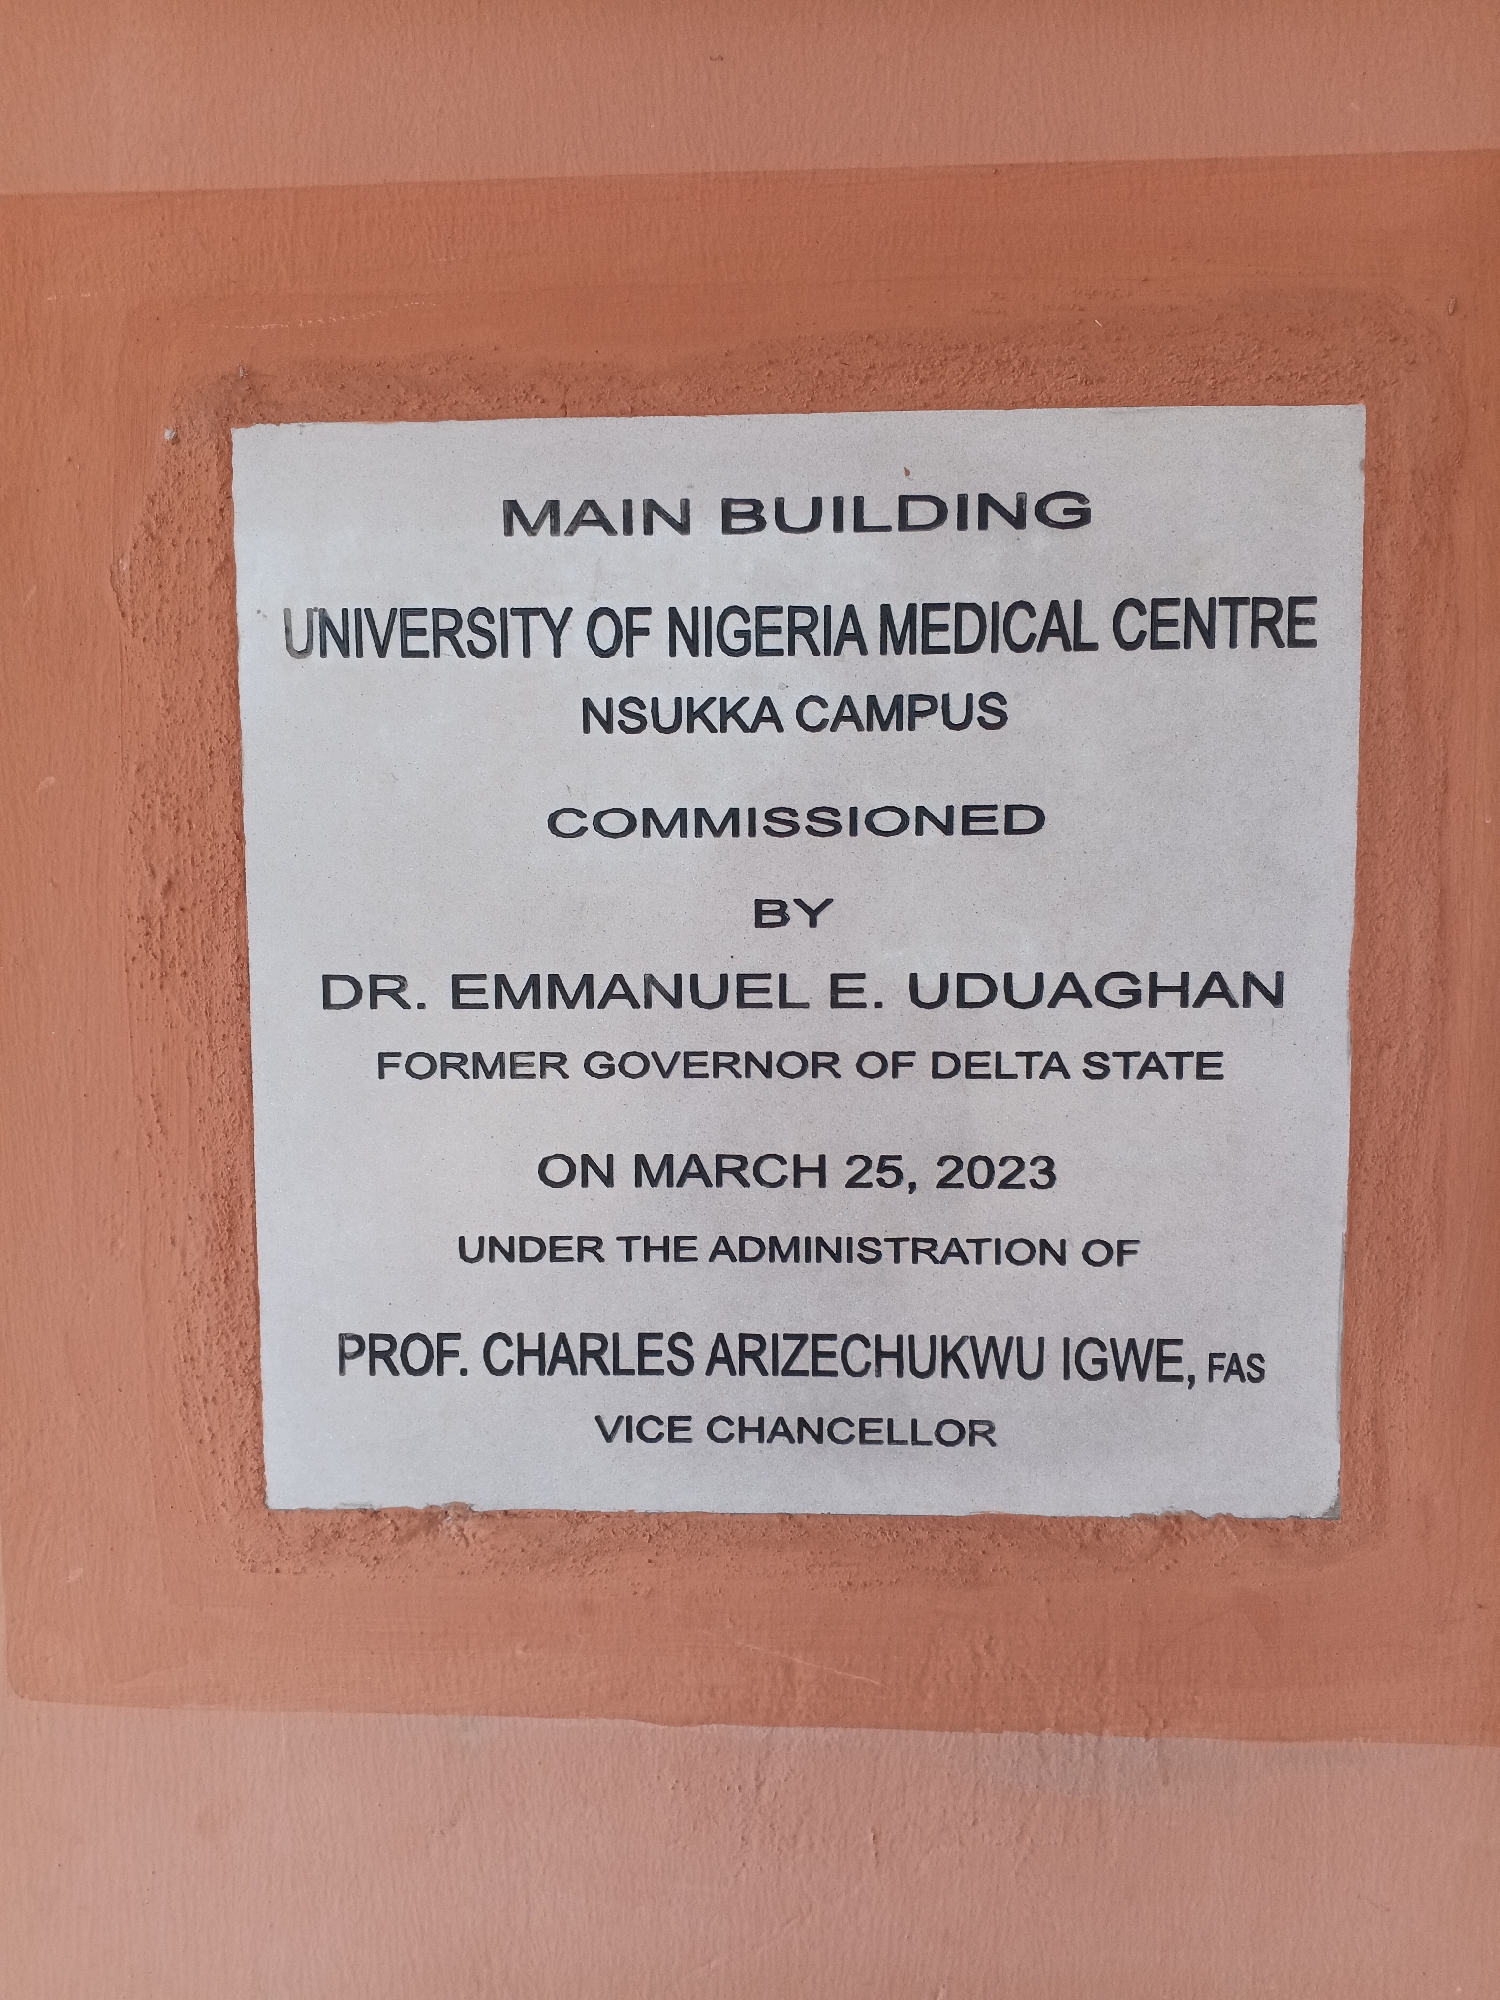 MAIN BUILDING
UNIVERSITY OF NIGERIA MEDICAL CENTRE
NSUKKA CAMPUS
COMMISSIONED
BY
DR. EMMANUEL E. UDUAGHAN
FORMER GOVERNOR OF DELTA STATE
ON MARCH 25, 2023
UNDER THE ADMINISTRATION OF
PROF. CHARLES ARIZECHUKWU IGWE, FAS
VICE CHANCELLOR